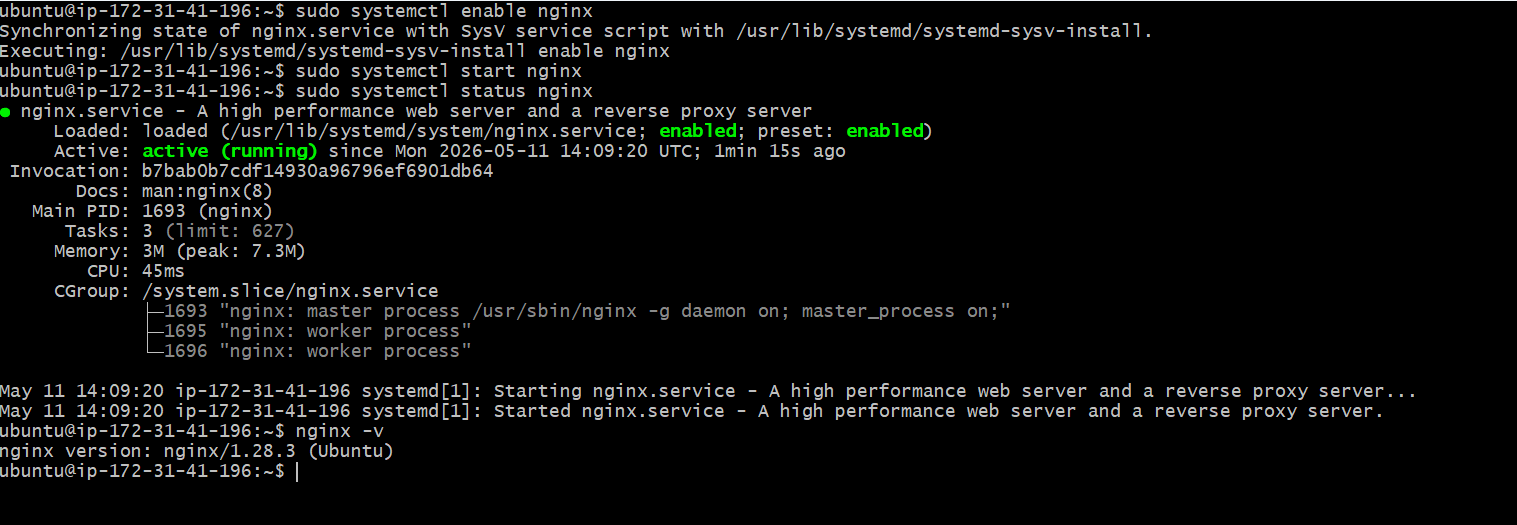 ubuntu@ip-172-31-41-196:~$ sudo systemctl enable nginx
Synchronizing state of nginx.service with SysV service script with /usr/lib/systemd/systemd-sysv-install.
Executing: /usr/lib/systemd/systemd-sysv-install enable nginx
ubuntu@ip-172-31-41-196:~$ sudo systemctl start nginx
ubuntu@ip-172-31-41-196:~$ sudo systemctl status nginx
● nginx.service - A high performance web server and a reverse proxy server
     Loaded: loaded (/usr/lib/systemd/system/nginx.service; enabled; preset: enabled)
     Active: active (running) since Mon 2026-05-11 14:09:20 UTC; 1min 15s ago
 Invocation: b7bab0b7cdf14930a96796ef6901db64
       Docs: man:nginx(8)
   Main PID: 1693 (nginx)
      Tasks: 3 (limit: 627)
     Memory: 3M (peak: 7.3M)
        CPU: 45ms
     CGroup: /system.slice/nginx.service
             ├─1693 "nginx: master process /usr/sbin/nginx -g daemon on; master_process on;"
             ├─1695 "nginx: worker process"
             └─1696 "nginx: worker process"
May 11 14:09:20 ip-172-31-41-196 systemd[1]: Starting nginx.service - A high performance web server and a reverse proxy server...
May 11 14:09:20 ip-172-31-41-196 systemd[1]: Started nginx.service - A high performance web server and a reverse proxy server.
ubuntu@ip-172-31-41-196:~$ nginx -v
nginx version: nginx/1.28.3 (Ubuntu)
ubuntu@ip-172-31-41-196:~$